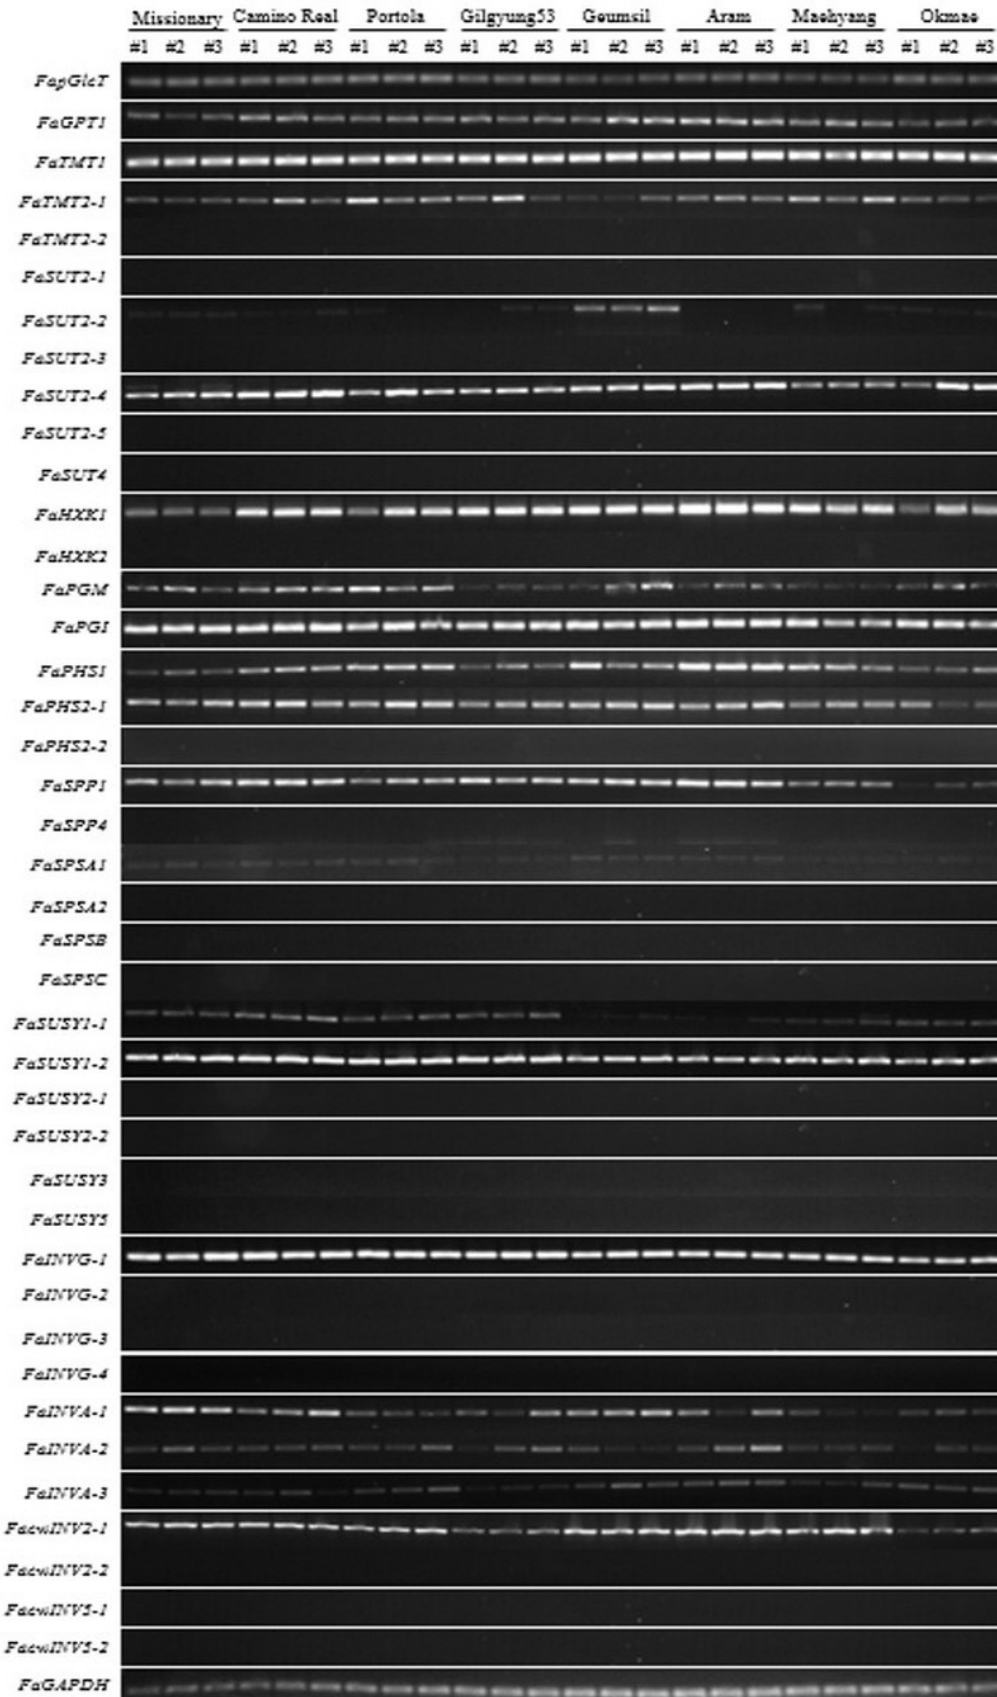 Missionary Camino Real Portola Gilgyung53 Geumsil Aram Maehyang Okmae
#1 #2 #3 #1 #2 #3 #1 #2 #3 #1 #2 #3 #1 #2 #3 #1 #2 #3 #1 #2 #3 #1 #2 #3
FapGlcT
FaGPT1
FaTMT1
FaTMT2-1
FaTMT2-2
FaSUT2-1
FaSUT2-2
FaSUT2-3
FaSUT2-4
FaSUT2-5
FaSUT4
FaHXK1
FaHXK2
FaPGM
FaPGI
FaPHS1
FaPHS2-1
FaPHS2-2
FaSPP1
FaSPP4
FaSPSA1
FaSPSA2
FaSPSB
FaSPSC
FaSUSY1-1
FaSUSY1-2
FaSUSY2-1
FaSUSY2-2
FaSUSY3
FaSUSY5
FaINVG-1
FaINVG-2
FaINVG-3
FaINVG-4
FaINVA-1
FaINVA-2
FaINVA-3
FacwINV2-1
FacwINV2-2
FacwINV5-1
FacwINV5-2
FaGAPDH